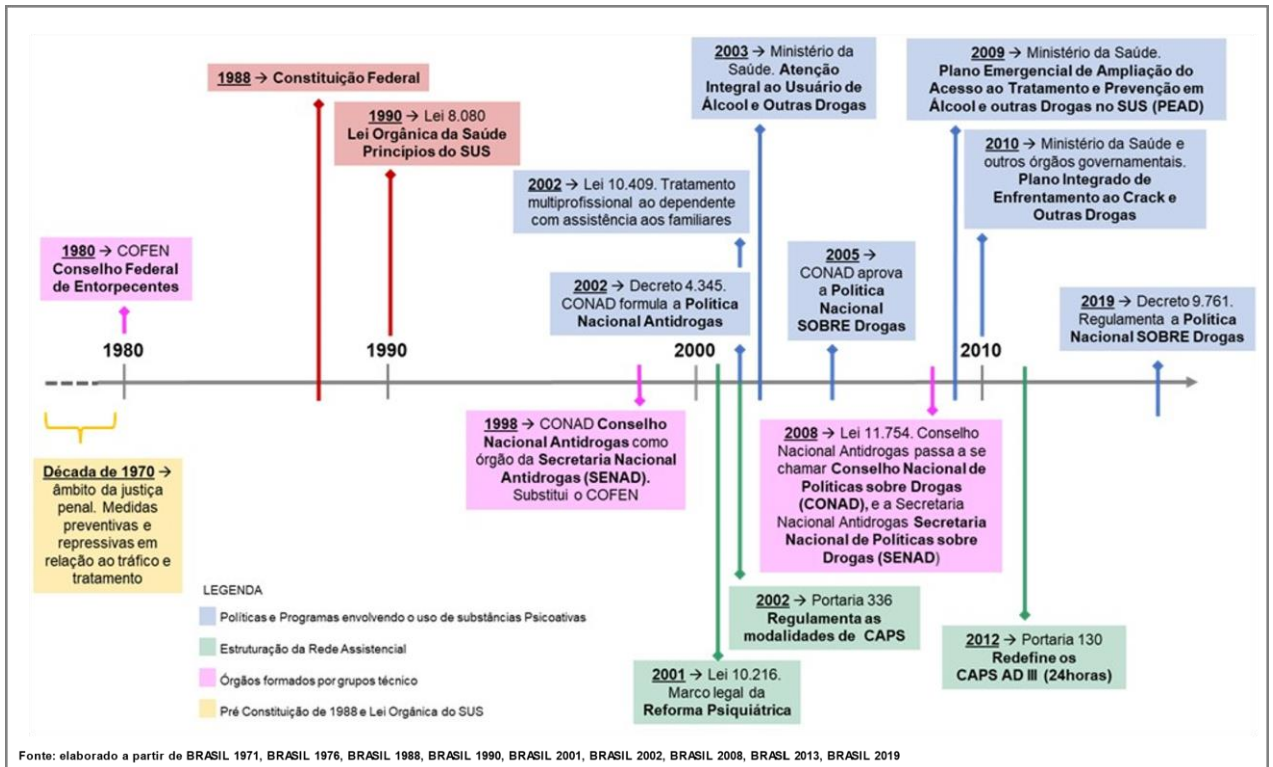 1988 → Constituição Federal
1990 → Lei 8.080
Lei Orgânica da Saúde
Princípios do SUS
2003 → Ministério da
Saúde. Atenção
Integral ao Usuário de
Álcool e Outras Drogas
2009 → Ministério da Saúde.
Plano Emergencial de Ampliação do
Acesso ao Tratamento e Prevenção em
Álcool e outras Drogas no SUS (PEAD)
2010 → Ministério da Saúde e
outros órgãos governamentais.
Plano Integrado de
Enfrentamento ao Crack e
Outras Drogas
2002 → Lei 10.409. Tratamento
multiprofissional ao dependente
com assistência aos familiares
1980 → COFEN
Conselho Federal
de Entorpecentes
2002 → Decreto 4.345.
CONAD formula a Política
Nacional Antidrogas
2005 →
CONAD aprova
a Política
Nacional
SOBRE Drogas
2019 → Decreto 9.761.
Regulamenta a Política
Nacional SOBRE Drogas
1980
1990
2000
2010
Década de 1970 →
âmbito da justiça
penal. Medidas
preventivas e
repressivas em
relação ao tráfico e
tratamento
1998 → CONAD Conselho
Nacional Antidrogas como
órgão da Secretaria Nacional
Antidrogas (SENAD).
Substitui o COFEN
2008 → Lei 11.754. Conselho
Nacional Antidrogas passa a se
chamar Conselho Nacional de
Políticas sobre Drogas
(CONAD), e a Secretaria
Nacional Antidrogas Secretaria
Nacional de Políticas sobre
Drogas (SENAD)
2002 → Portaria 336
Regulamenta as
modalidades de CAPS
2001 → Lei 10.216.
Marco legal da
Reforma Psiquiátrica
2012 → Portaria 130
Redefine os
CAPS AD III (24horas)
LEGENDA
Políticas e Programas envolvendo o uso de substâncias Psicoativas
Estruturação da Rede Assistencial
Órgãos formados por grupos técnico
Pré Constituição de 1988 e Lei Orgânica do SUS
Fonte: elaborado a partir de BRASIL 1971, BRASIL 1976, BRASIL 1988, BRASIL 1990, BRASIL 2001, BRASIL 2002, BRASIL 2008, BRASL 2013, BRASIL 2019